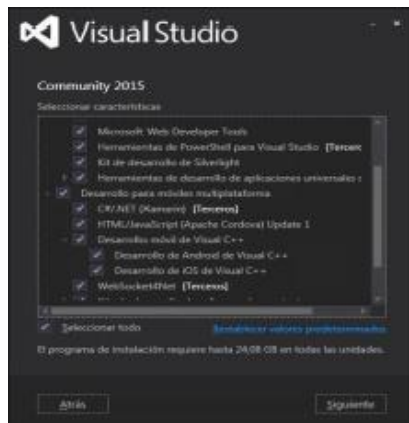 Visual Studio
Community 2015
Seleccionar características
Microsoft Web Developer Tools
Herramientas de PowerShell para Visual Studio [Tercero
Kit de desarrollo de Silverlight
Herramientas de desarrollo de aplicaciones universales
Desarrollo para móviles multiplataforma
C#/.NET (Xamarin) [Terceros]
HTML/JavaScript (Apache Cordova) Update 1
Desarrollo móvil de Visual C++
Desarrollo de Android de Visual C++
Desarrollo de iOS de Visual C++
WebSocket4Net [Terceros]
Seleccionar todo
Restablecer valores predeterminados
El programa de instalación requiere hasta 24,08 GB en todas las unidades.
Atrás
Siguiente